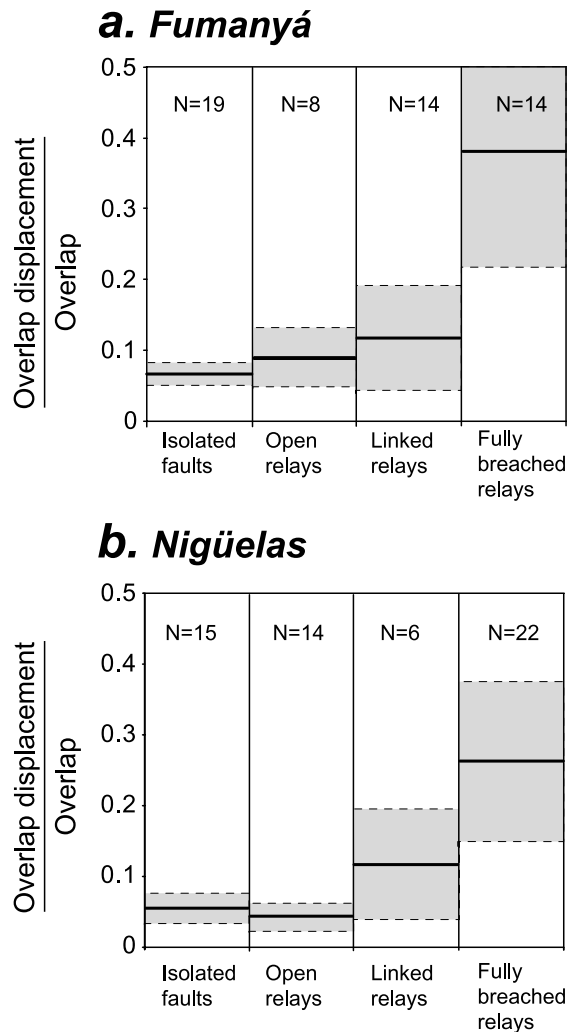 a. Fumanyá
0.5
0.4
0.3
0.2
0.1
0
Overlap displacement
Overlap
N=19
N=8
N=14
N=14
Isolated
faults
Open
relays
Linked
relays
Fully
breached
relays
b. Nigüelas
0.5
0.4
0.3
0.2
0.1
0
Overlap displacement
Overlap
N=15
N=14
N=6
N=22
Isolated
faults
Open
relays
Linked
relays
Fully
breached
relays